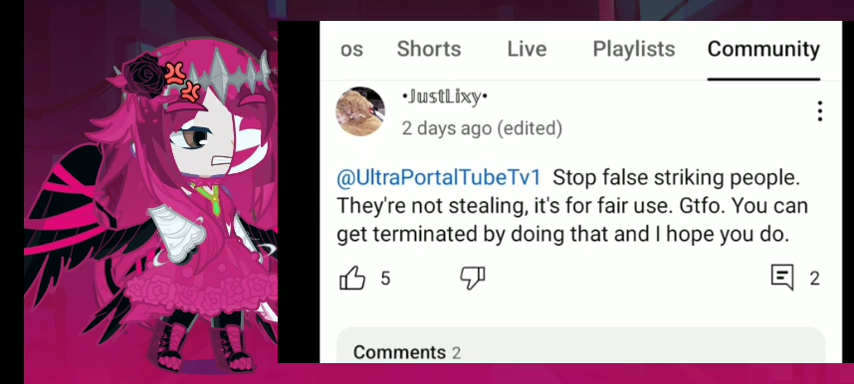 os Shorts Live Playlists Community
•𝕁𝕦𝕤𝕥𝕃𝕚𝕩𝕪•
2 days ago (edited)
@UltraPortalTubeTv1 Stop false striking people.
They're not stealing, it's for fair use. Gtfo. You can
get terminated by doing that and I hope you do.
5 2
Comments 2